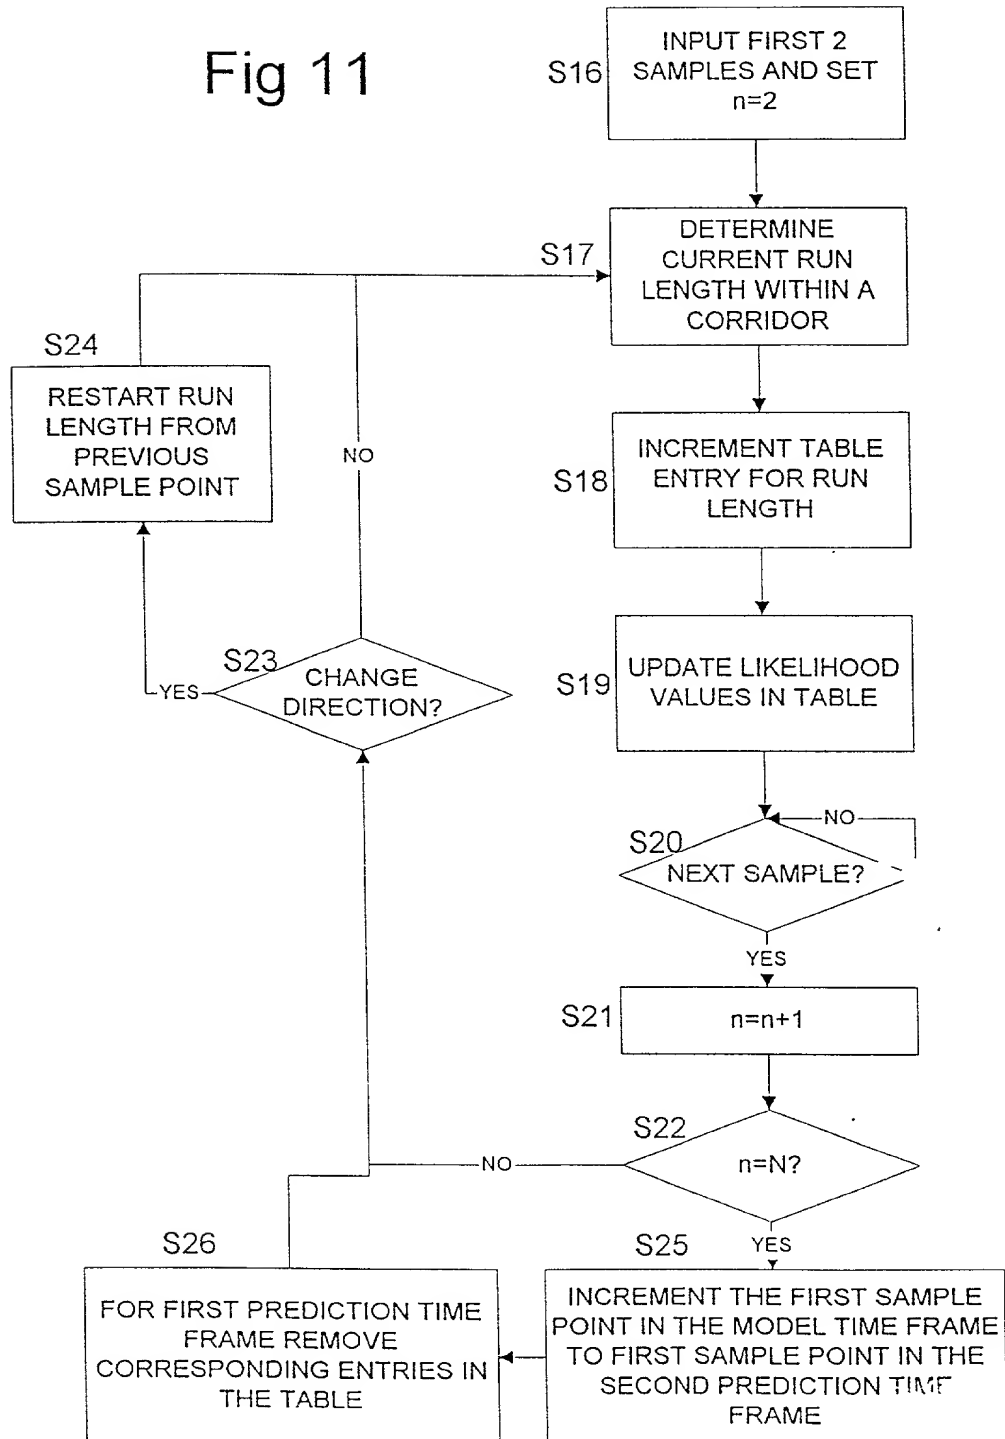 Fig 11
S16
INPUT FIRST 2
SAMPLES AND SET
n=2
S17
DETERMINE
CURRENT RUN
LENGTH WITHIN A
CORRIDOR
S24
RESTART RUN
LENGTH FROM
PREVIOUS
SAMPLE POINT
NO
S18
INCREMENT TABLE
ENTRY FOR RUN
LENGTH
S23
CHANGE
DIRECTION?
YES
S19
UPDATE LIKELIHOOD
VALUES IN TABLE
NO
S20
NEXT SAMPLE?
YES
S21
n=n+1
S22
n=N?
NO
YES
S26
FOR FIRST PREDICTION TIME
FRAME REMOVE
CORRESPONDING ENTRIES IN
THE TABLE
S25
INCREMENT THE FIRST SAMPLE
POINT IN THE MODEL TIME FRAME
TO FIRST SAMPLE POINT IN THE
SECOND PREDICTION TIME
FRAME